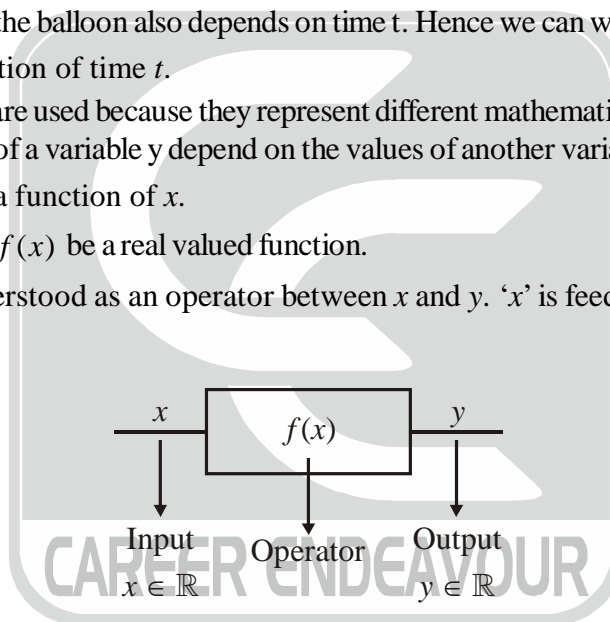 the balloon also depends on time t. Hence we can w
tion of time t.
are used because they represent different mathemati
of a variable y depend on the values of another varia
a function of x.
f(x) be a real valued function.
erstood as an operator between x and y. ‘x’ is feed
x f(x) y
Input Operator Output
x ∈ ℝ y ∈ ℝ
CAREER ENDEAVOUR